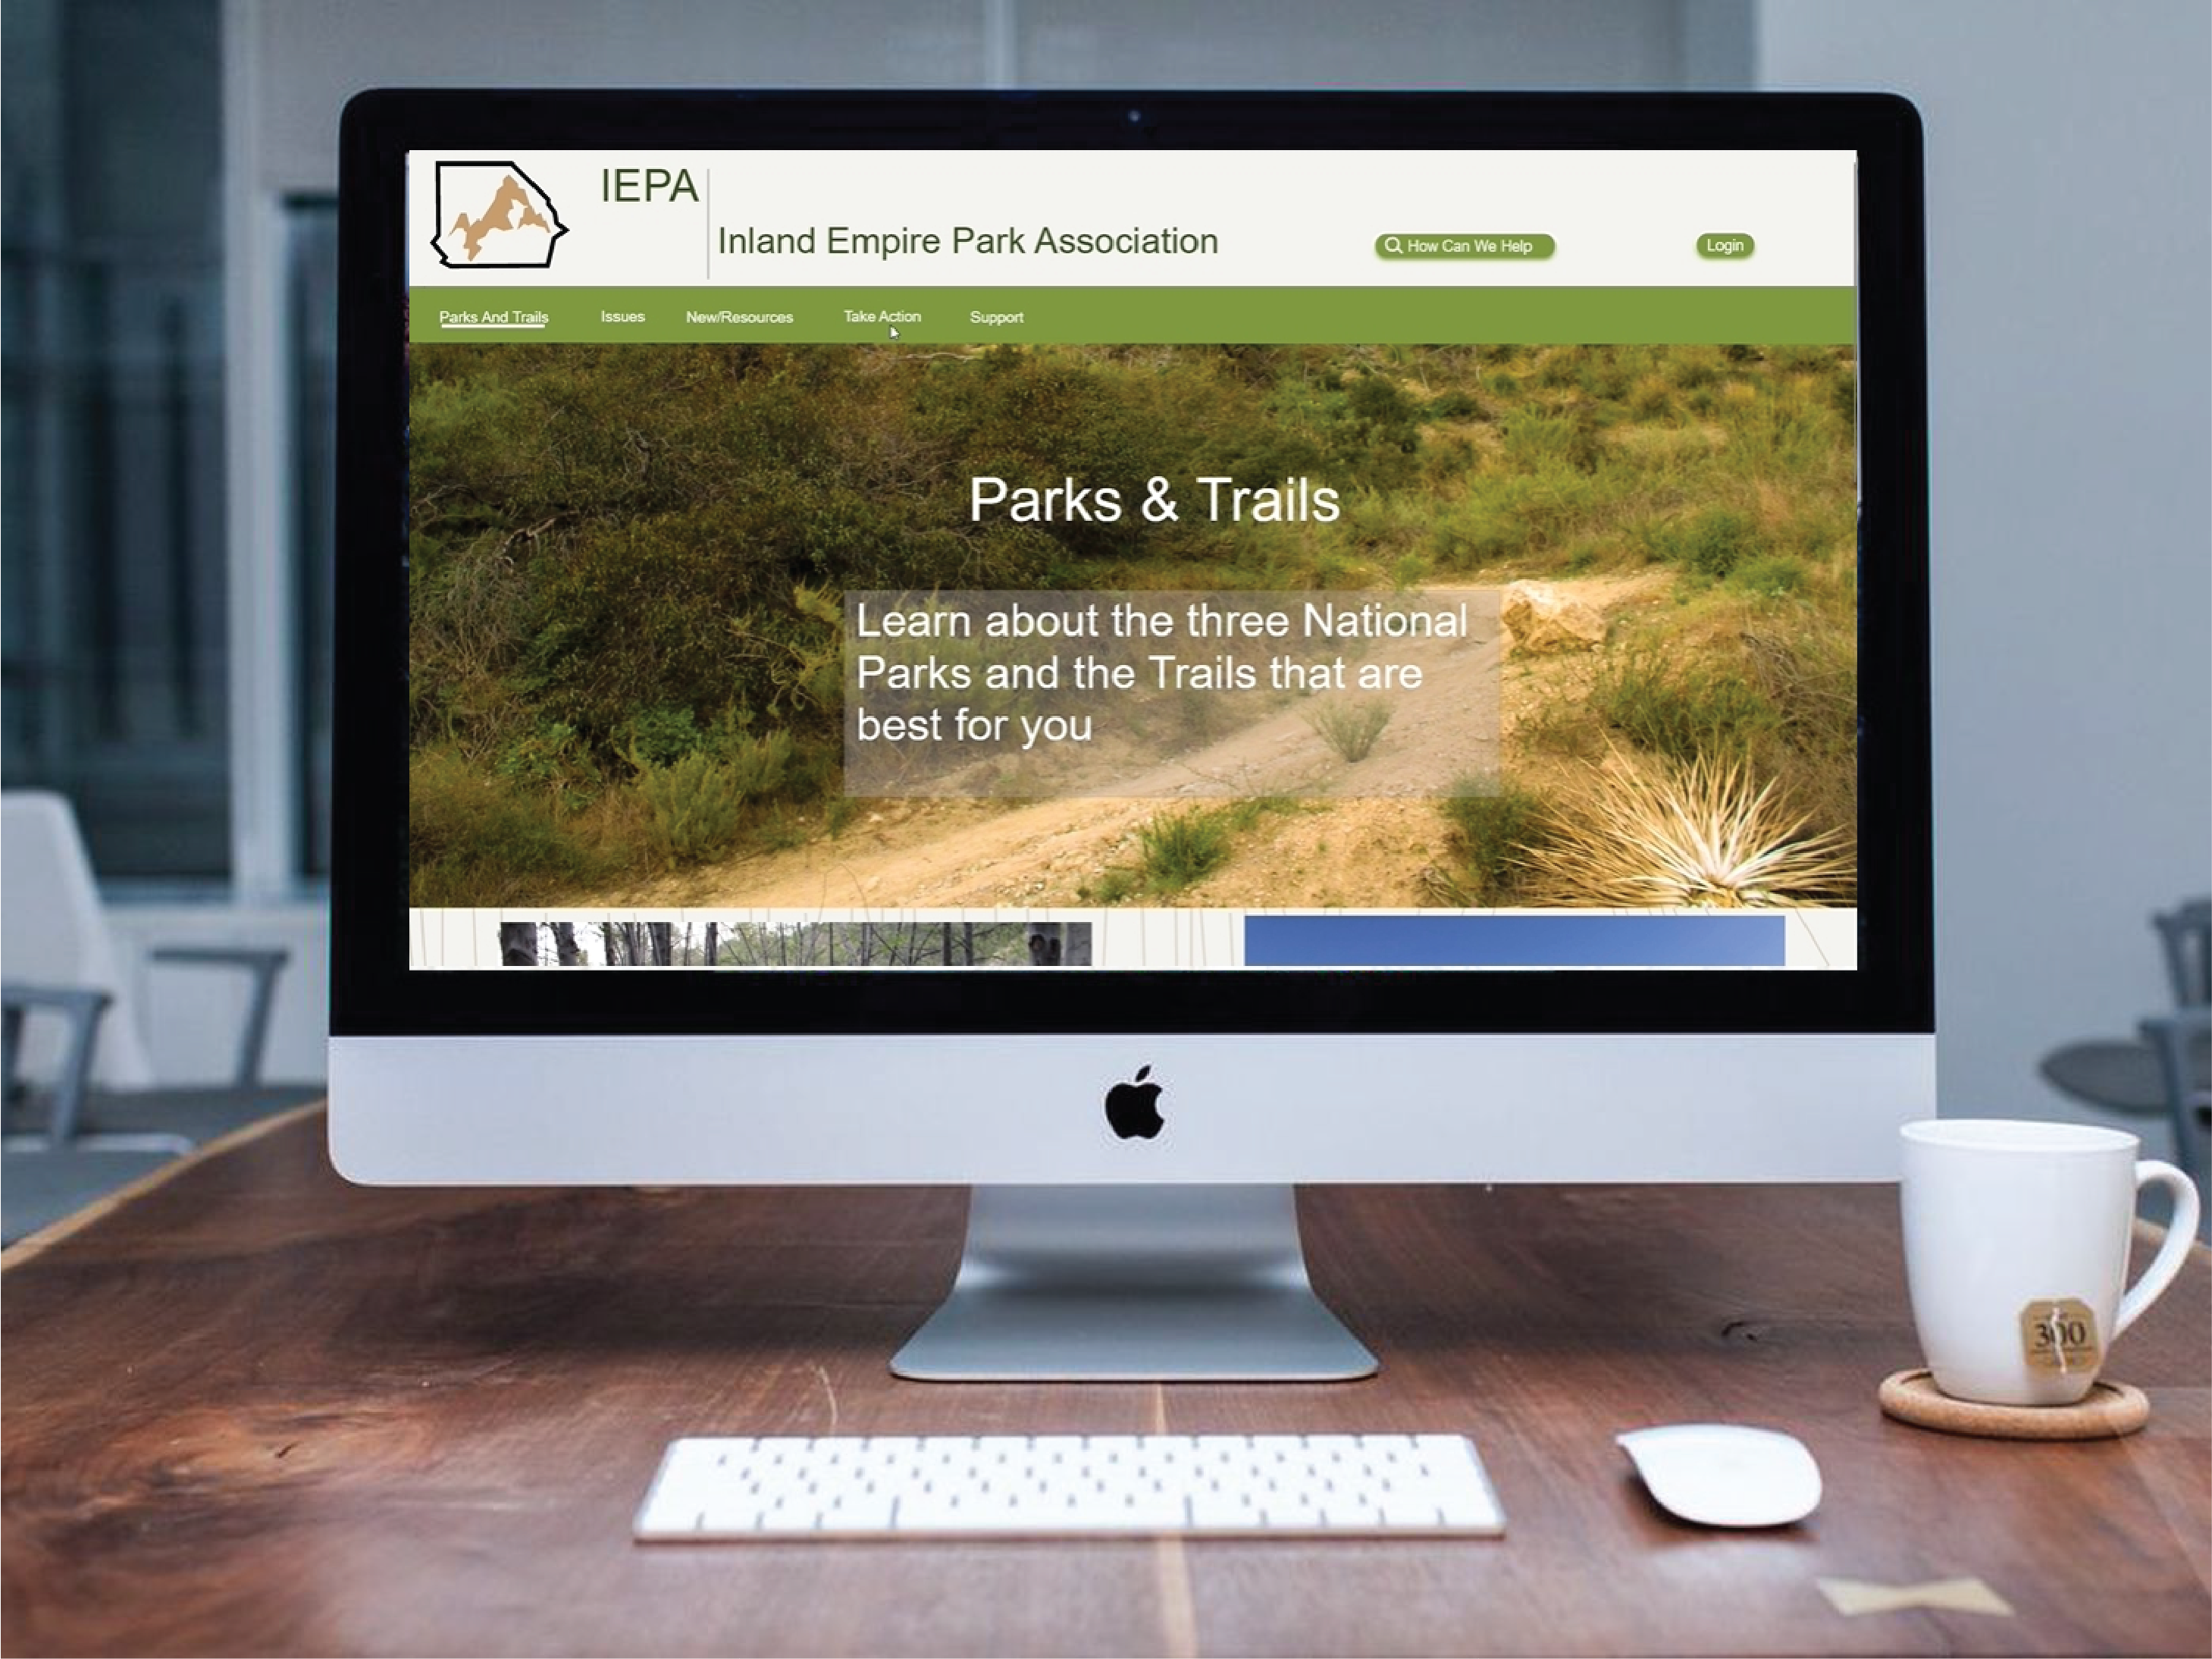 IEPA
Inland Empire Park Association
How Can We Help
Login
Parks And Trails
Issues
New/Resources
Take Action
Support
Parks & Trails
Learn about the three National
Parks and the Trails that are
best for you
300